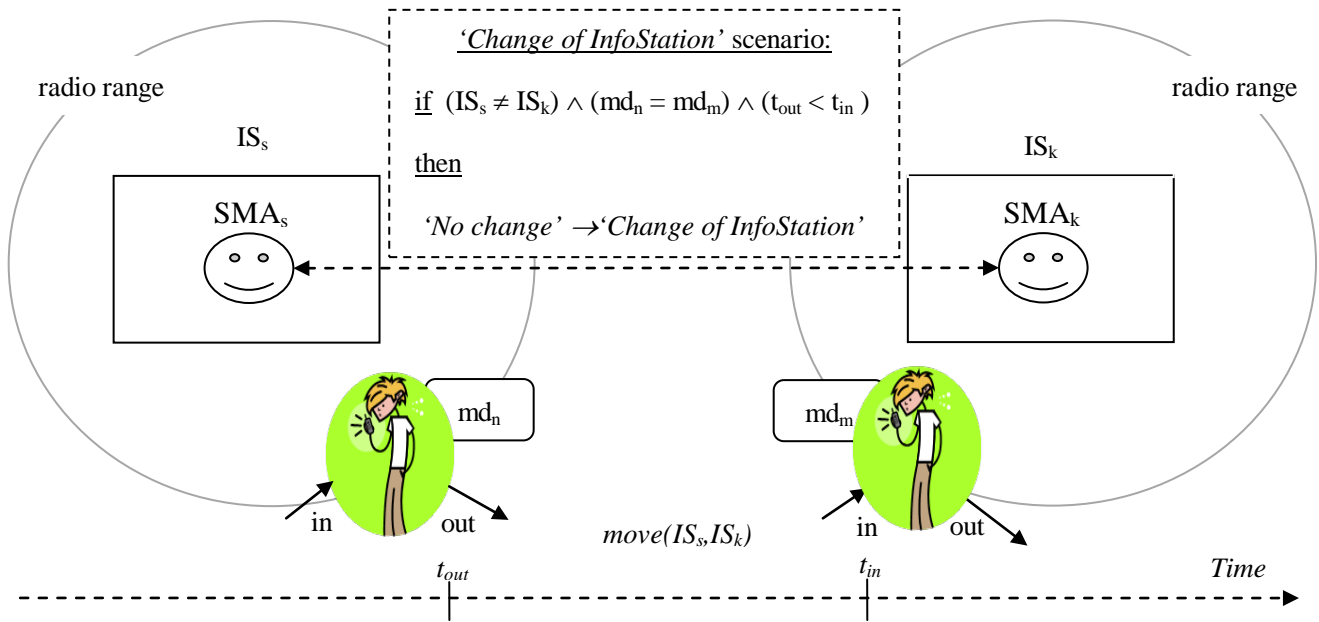 ‘Change of InfoStation’ scenario:
if (ISs ≠ ISk) ∧ (mdn = mdm) ∧ (tout < tin )
then
‘No change’ →‘Change of InfoStation’
radio range
radio range
ISs
ISk
SMAs
SMAk
mdn
mdm
in
out
move(ISs,ISk)
in
out
tout
tin
Time